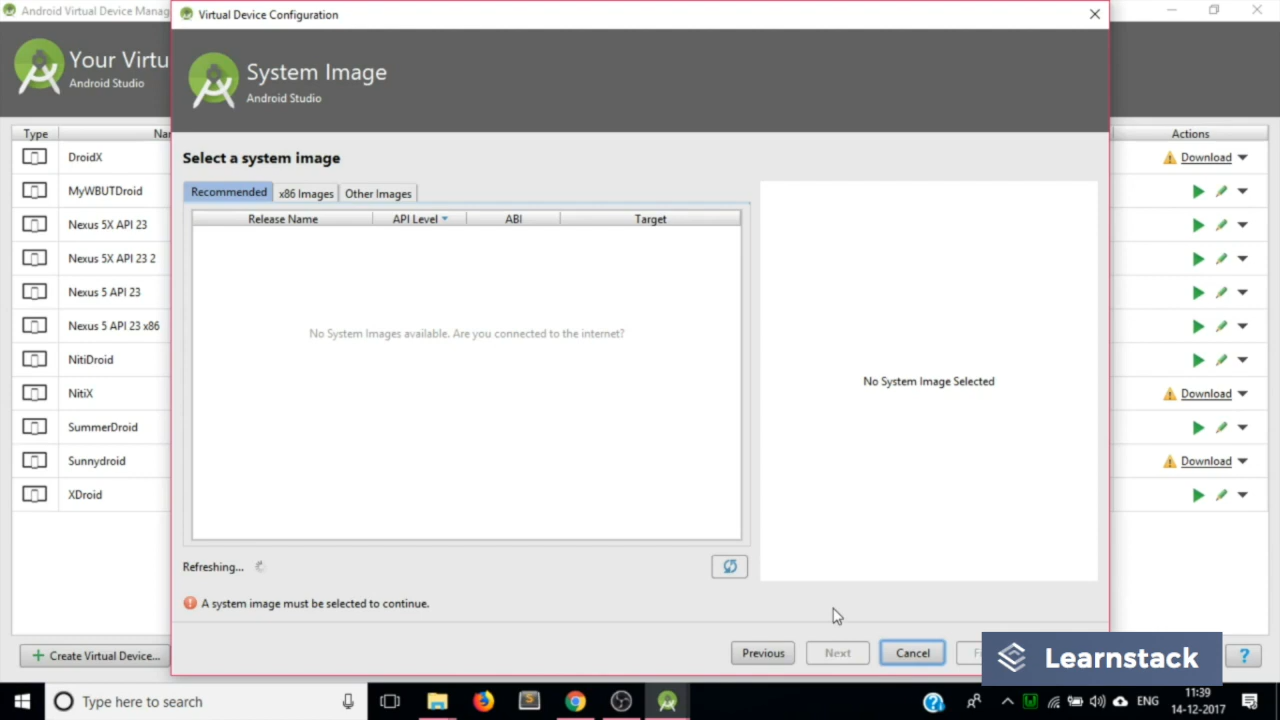 Android Virtual Device Manag
Virtual Device Configuration
Your Virtu
Android Studio
System Image
Android Studio
Type
Nar
Actions
DroidX
Download
MyWBUTDroid
Nexus 5X API 23
Nexus 5X API 23 2
Nexus 5 API 23
Nexus 5 API 23 x86
NitiDroid
NitiX
Download
SummerDroid
Sunnydroid
Download
XDroid
Select a system image
Recommended
x86 Images
Other Images
Release Name
API Level
ABI
Target
No System Images available. Are you connected to the internet?
No System Image Selected
Refreshing...
A system image must be selected to continue.
Create Virtual Device...
Previous
Next
Cancel
F
Learnstack
?
Type here to search
ENG
11:39
14-12-2017